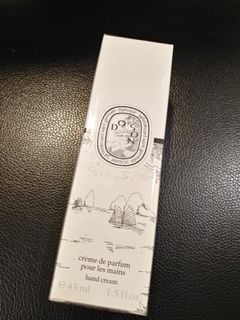 DO SON
crème de parfum
pour les mains
hand cream
e 45 ml 1.5 fl.oz